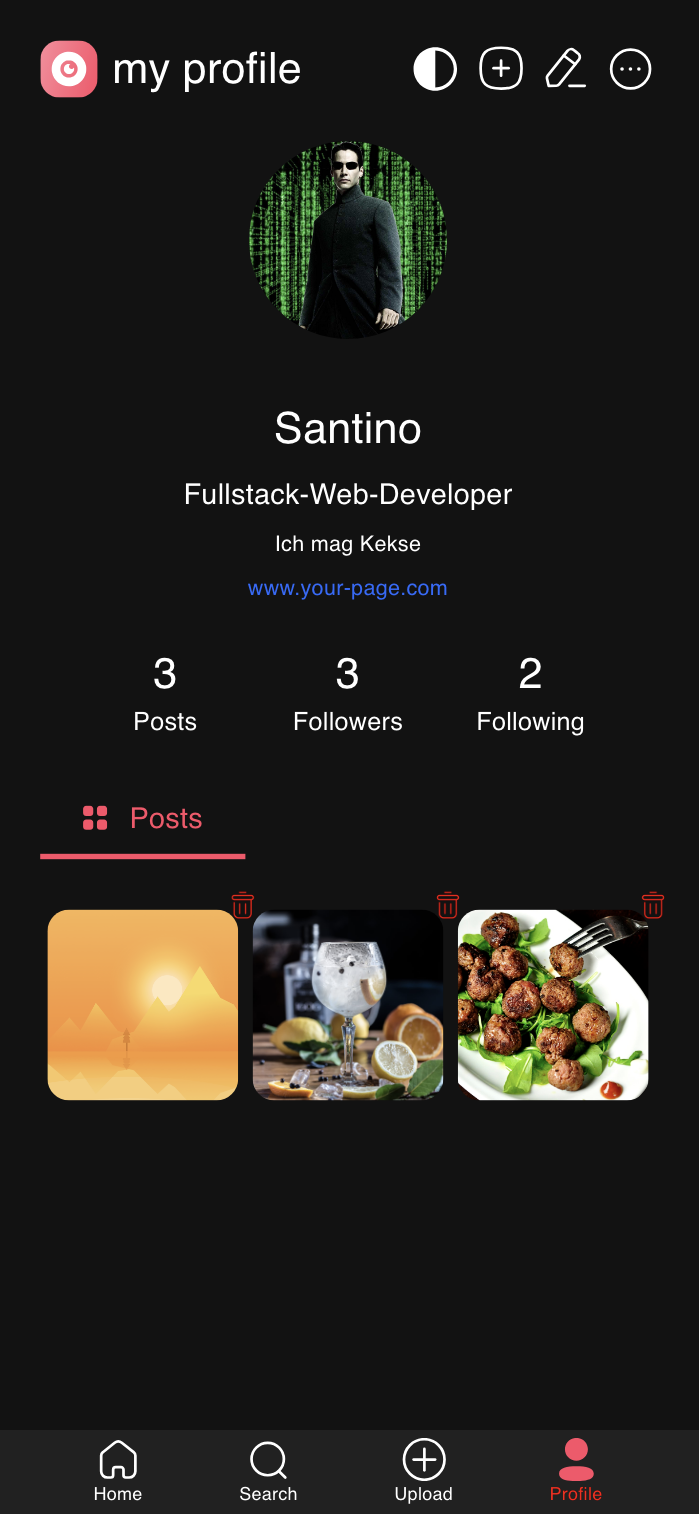 my profile
Santino
Fullstack-Web-Developer
Ich mag Kekse
www.your-page.com
3 3 2
Posts Followers Following
Posts
Home Search Upload Profile